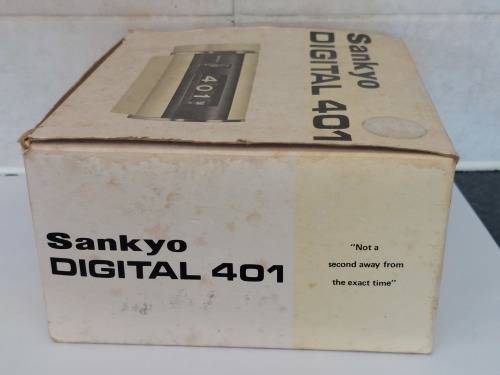 Sankyo
DIGITAL 401
401
Sankyo
DIGITAL 401
"Not a
second away from
the exact time"